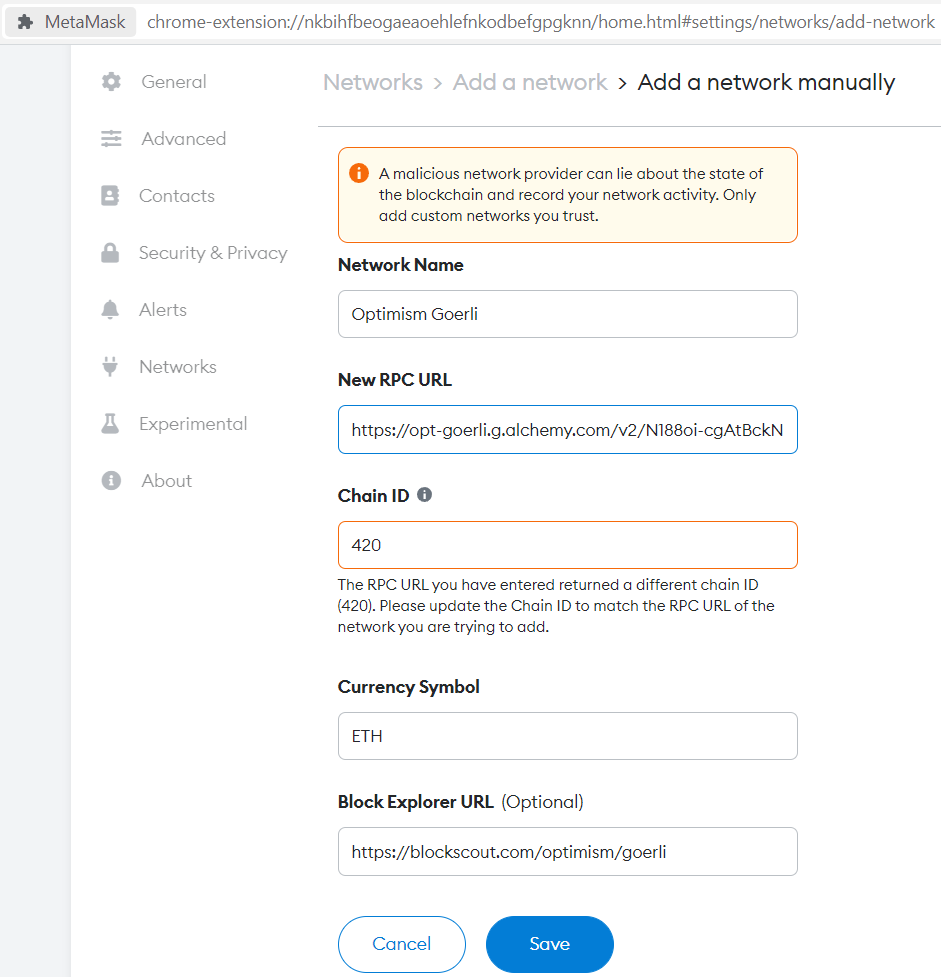 MetaMask chrome-extension://nkbihfbeogaeaoehlefnkodbefgpgknn/home.html#settings/networks/add-network
General
Advanced
Contacts
Security & Privacy
Alerts
Networks
Experimental
About
Networks > Add a network > Add a network manually
A malicious network provider can lie about the state of
the blockchain and record your network activity. Only
add custom networks you trust.
Network Name
Optimism Goerli
New RPC URL
https://opt-goerli.g.alchemy.com/v2/N188oi-cgAtBckN
Chain ID
420
The RPC URL you have entered returned a different chain ID
(420). Please update the Chain ID to match the RPC URL of the
network you are trying to add.
Currency Symbol
ETH
Block Explorer URL (Optional)
https://blockscout.com/optimism/goerli
Cancel Save